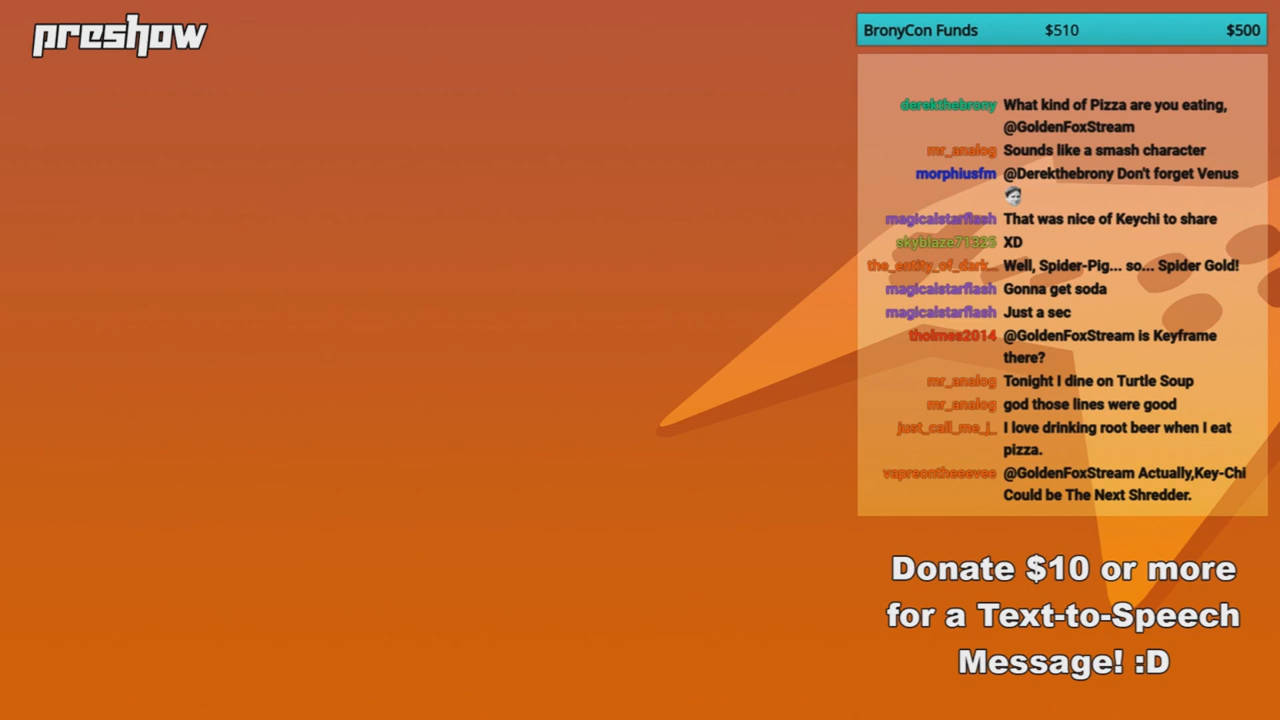 preshow
BronyCon Funds $510 $500
derekthebrony What kind of Pizza are you eating,
@GoldenFoxStream
mr_analog Sounds like a smash character
morphiusfm @Derekthebrony Don't forget Venus
magicalstarflash That was nice of Keychi to share
skyblaze71325 XD
the_entity_of_dark... Well, Spider-Pig... so... Spider Gold!
magicalstarflash Gonna get soda
magicalstarflash Just a sec
tholmes2014 @GoldenFoxStream is Keyframe
there?
mr_analog Tonight I dine on Turtle Soup
mr_analog god those lines were good
just_call_me_j_ I love drinking root beer when I eat
pizza.
vapreontheeevee @GoldenFoxStream Actually,Key-Chi
Could be The Next Shredder.
Donate $10 or more
for a Text-to-Speech
Message! :D